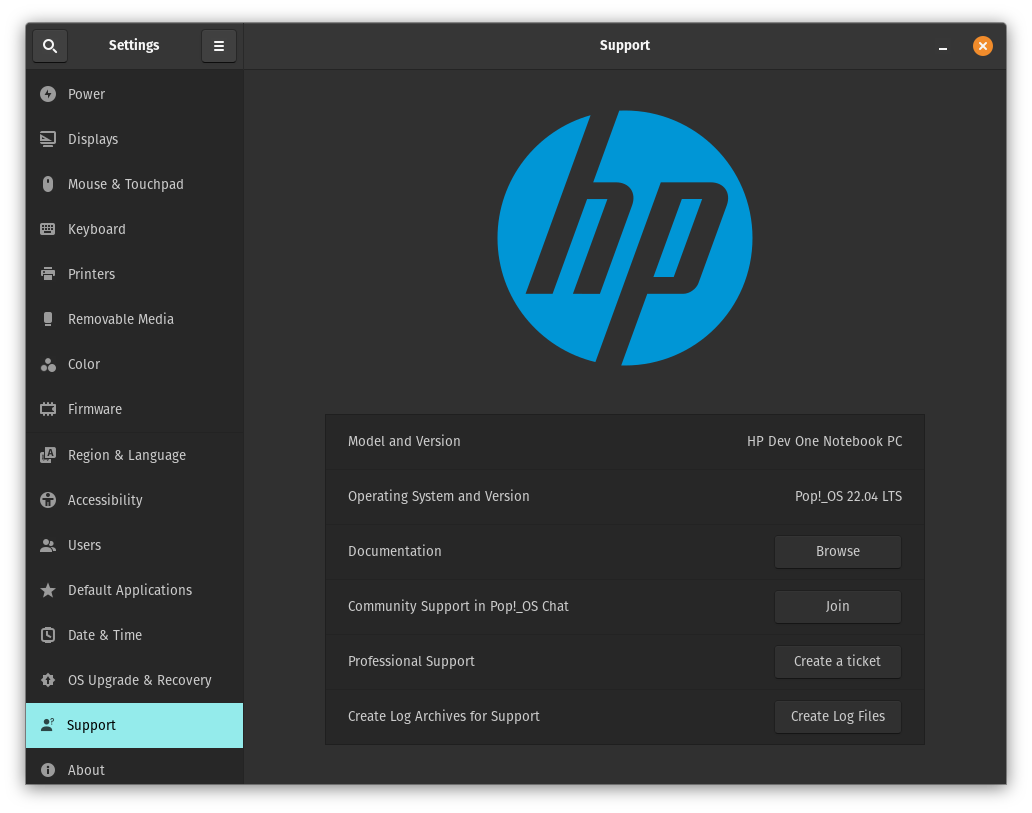 Settings
Support
Power
Displays
Mouse & Touchpad
Keyboard
Printers
Removable Media
Color
Firmware
Region & Language
Accessibility
Users
Default Applications
Date & Time
OS Upgrade & Recovery
Support
About
hp
Model and Version HP Dev One Notebook PC
Operating System and Version Pop!_OS 22.04 LTS
Documentation Browse
Community Support in Pop!_OS Chat Join
Professional Support Create a ticket
Create Log Archives for Support Create Log Files